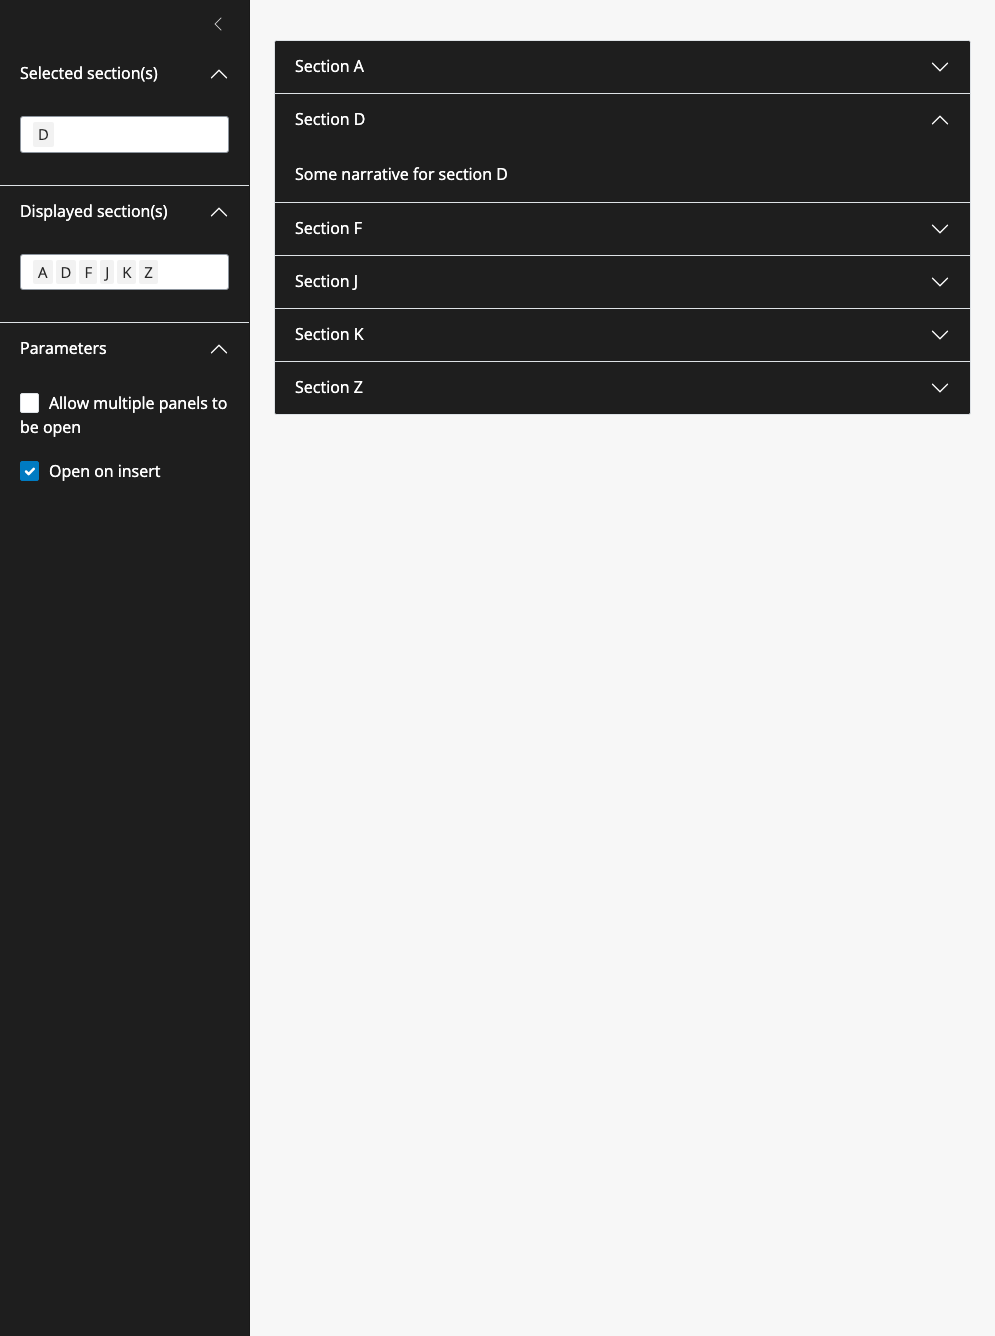 Selected section(s)
D
Displayed section(s)
A D F J K Z
Parameters
Allow multiple panels to
be open
Open on insert
Section A
Section D
Some narrative for section D
Section F
Section J
Section K
Section Z